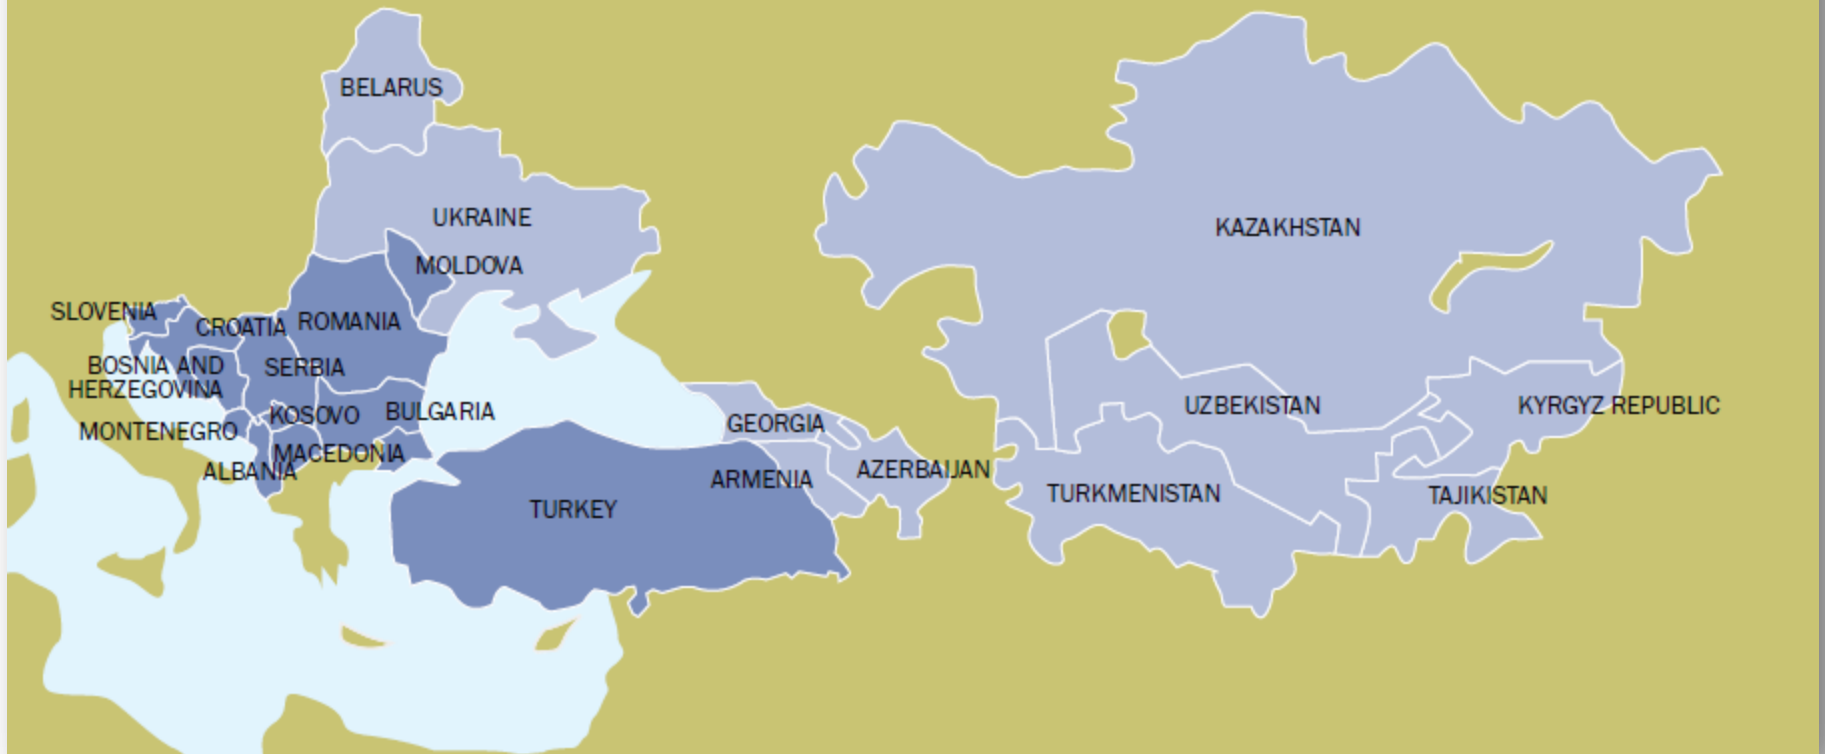 BELARUS
UKRAINE
KAZAKHSTAN
MOLDOVA
SLOVENIA
CROATIA
ROMANIA
BOSNIA AND
HERZEGOVINA
SERBIA
KOSOVO
BULGARIA
MONTENEGRO
MACEDONIA
ALBANIA
GEORGIA
UZBEKISTAN
KYRGYZ REPUBLIC
ARMENIA
AZERBAIJAN
TURKMENISTAN
TAJIKISTAN
TURKEY